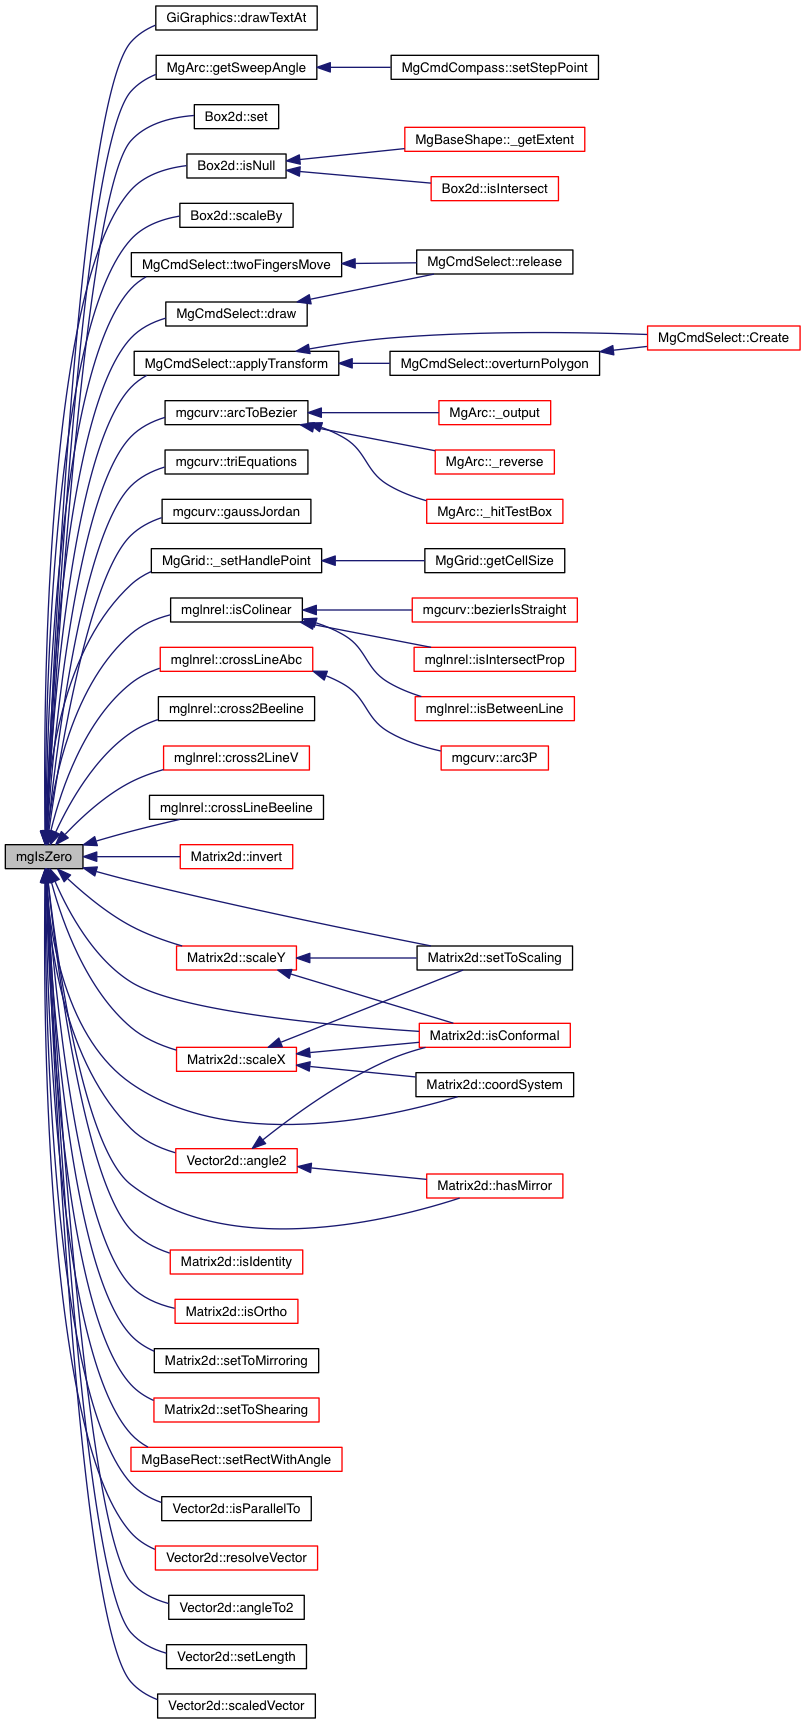 GiGraphics::drawTextAt
MgArc::getSweepAngle
MgCmdCompass::setStepPoint
Box2d::set
MgBaseShape::_getExtent
Box2d::isNull
Box2d::isIntersect
Box2d::scaleBy
MgCmdSelect::twoFingersMove
MgCmdSelect::release
MgCmdSelect::draw
MgCmdSelect::Create
MgCmdSelect::applyTransform
MgCmdSelect::overturnPolygon
mgcurv::arcToBezier
MgArc::_output
mgcurv::triEquations
MgArc::_reverse
mgcurv::gaussJordan
MgArc::_hitTestBox
MgGrid::_setHandlePoint
MgGrid::getCellSize
mglnrel::isColinear
mgcurv::bezierIsStraight
mglnrel::crossLineAbc
mglnrel::isIntersectProp
mglnrel::cross2Beeline
mglnrel::isBetweenLine
mglnrel::cross2LineV
mgcurv::arc3P
mglnrel::crossLineBeeline
mgIsZero
Matrix2d::invert
Matrix2d::scaleY
Matrix2d::setToScaling
Matrix2d::isConformal
Matrix2d::scaleX
Matrix2d::coordSystem
Vector2d::angle2
Matrix2d::hasMirror
Matrix2d::isIdentity
Matrix2d::isOrtho
Matrix2d::setToMirroring
Matrix2d::setToShearing
MgBaseRect::setRectWithAngle
Vector2d::isParallelTo
Vector2d::resolveVector
Vector2d::angleTo2
Vector2d::setLength
Vector2d::scaledVector